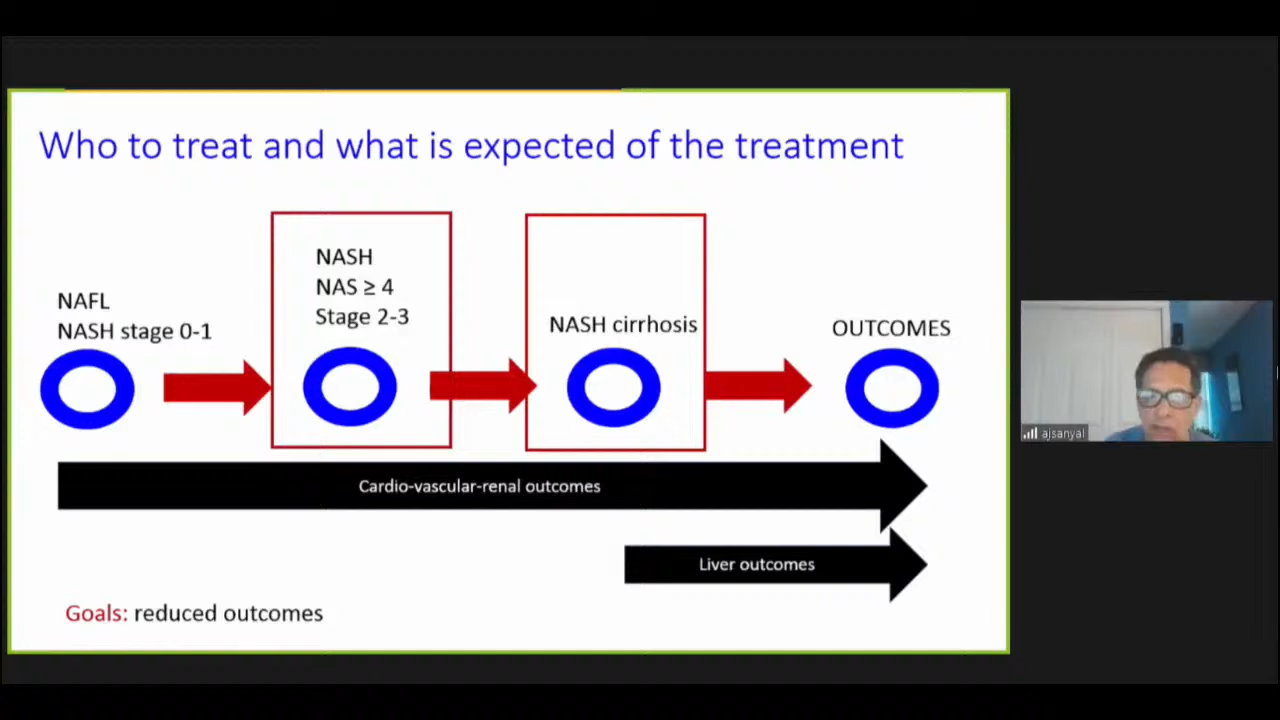 Who to treat and what is expected of the treatment
NAFL
NASH stage 0-1
NASH
NAS ≥ 4
Stage 2-3
NASH cirrhosis
OUTCOMES
Cardio-vascular-renal outcomes
Liver outcomes
Goals: reduced outcomes
ajsanyal